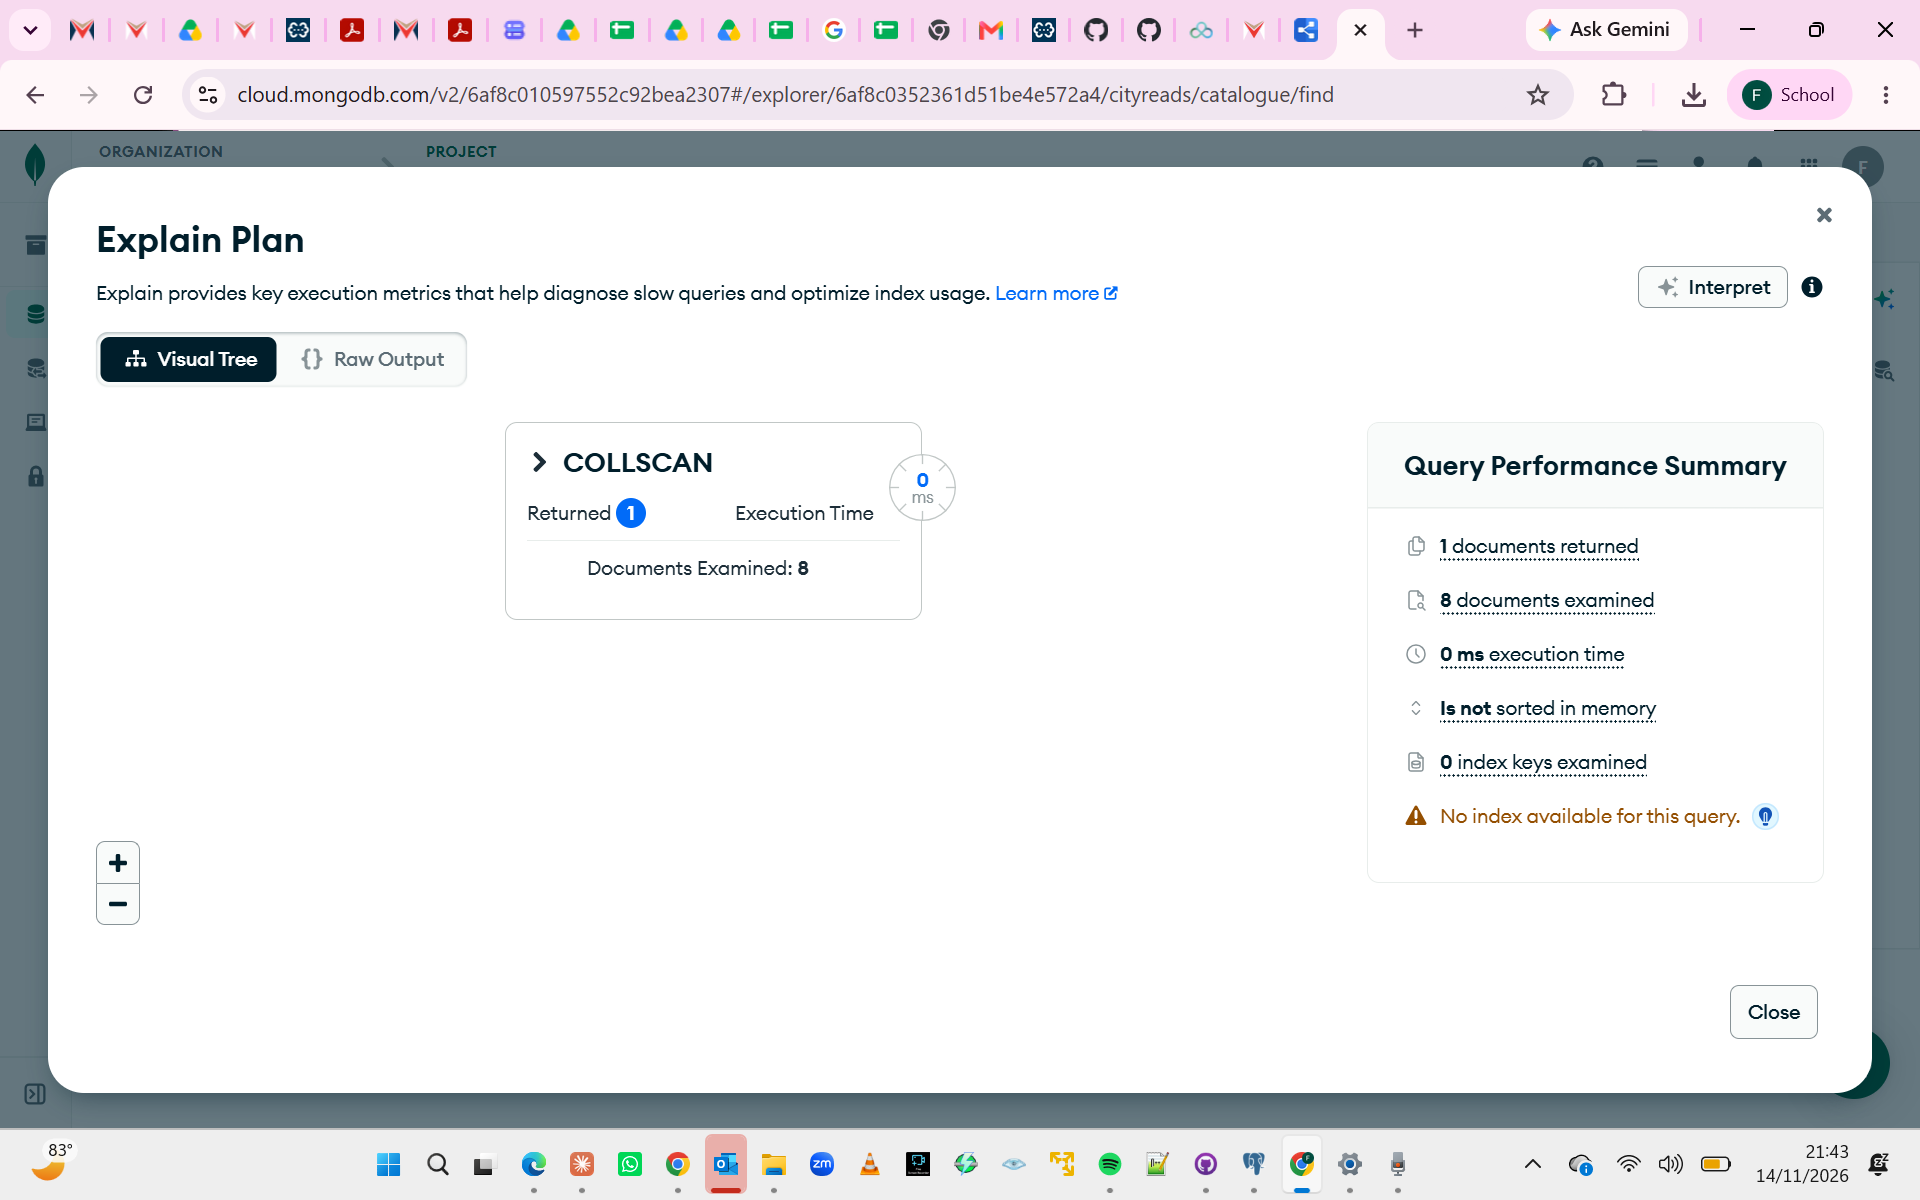 Ask Gemini
cloud.mongodb.com/v2/6af8c010597552c92bea2307#/explorer/6af8c0352361d51be4e572a4/cityreads/catalogue/find
F School
ORGANIZATION
PROJECT
F
Explain Plan
Explain provides key execution metrics that help diagnose slow queries and optimize index usage. Learn more
Interpret
Visual Tree
{} Raw Output
COLLSCAN
0
ms
Returned 1
Execution Time
Documents Examined: 8
Query Performance Summary
1 documents returned
8 documents examined
0 ms execution time
Is not sorted in memory
0 index keys examined
No index available for this query.
Close
83°
zm
21:43
14/11/2026